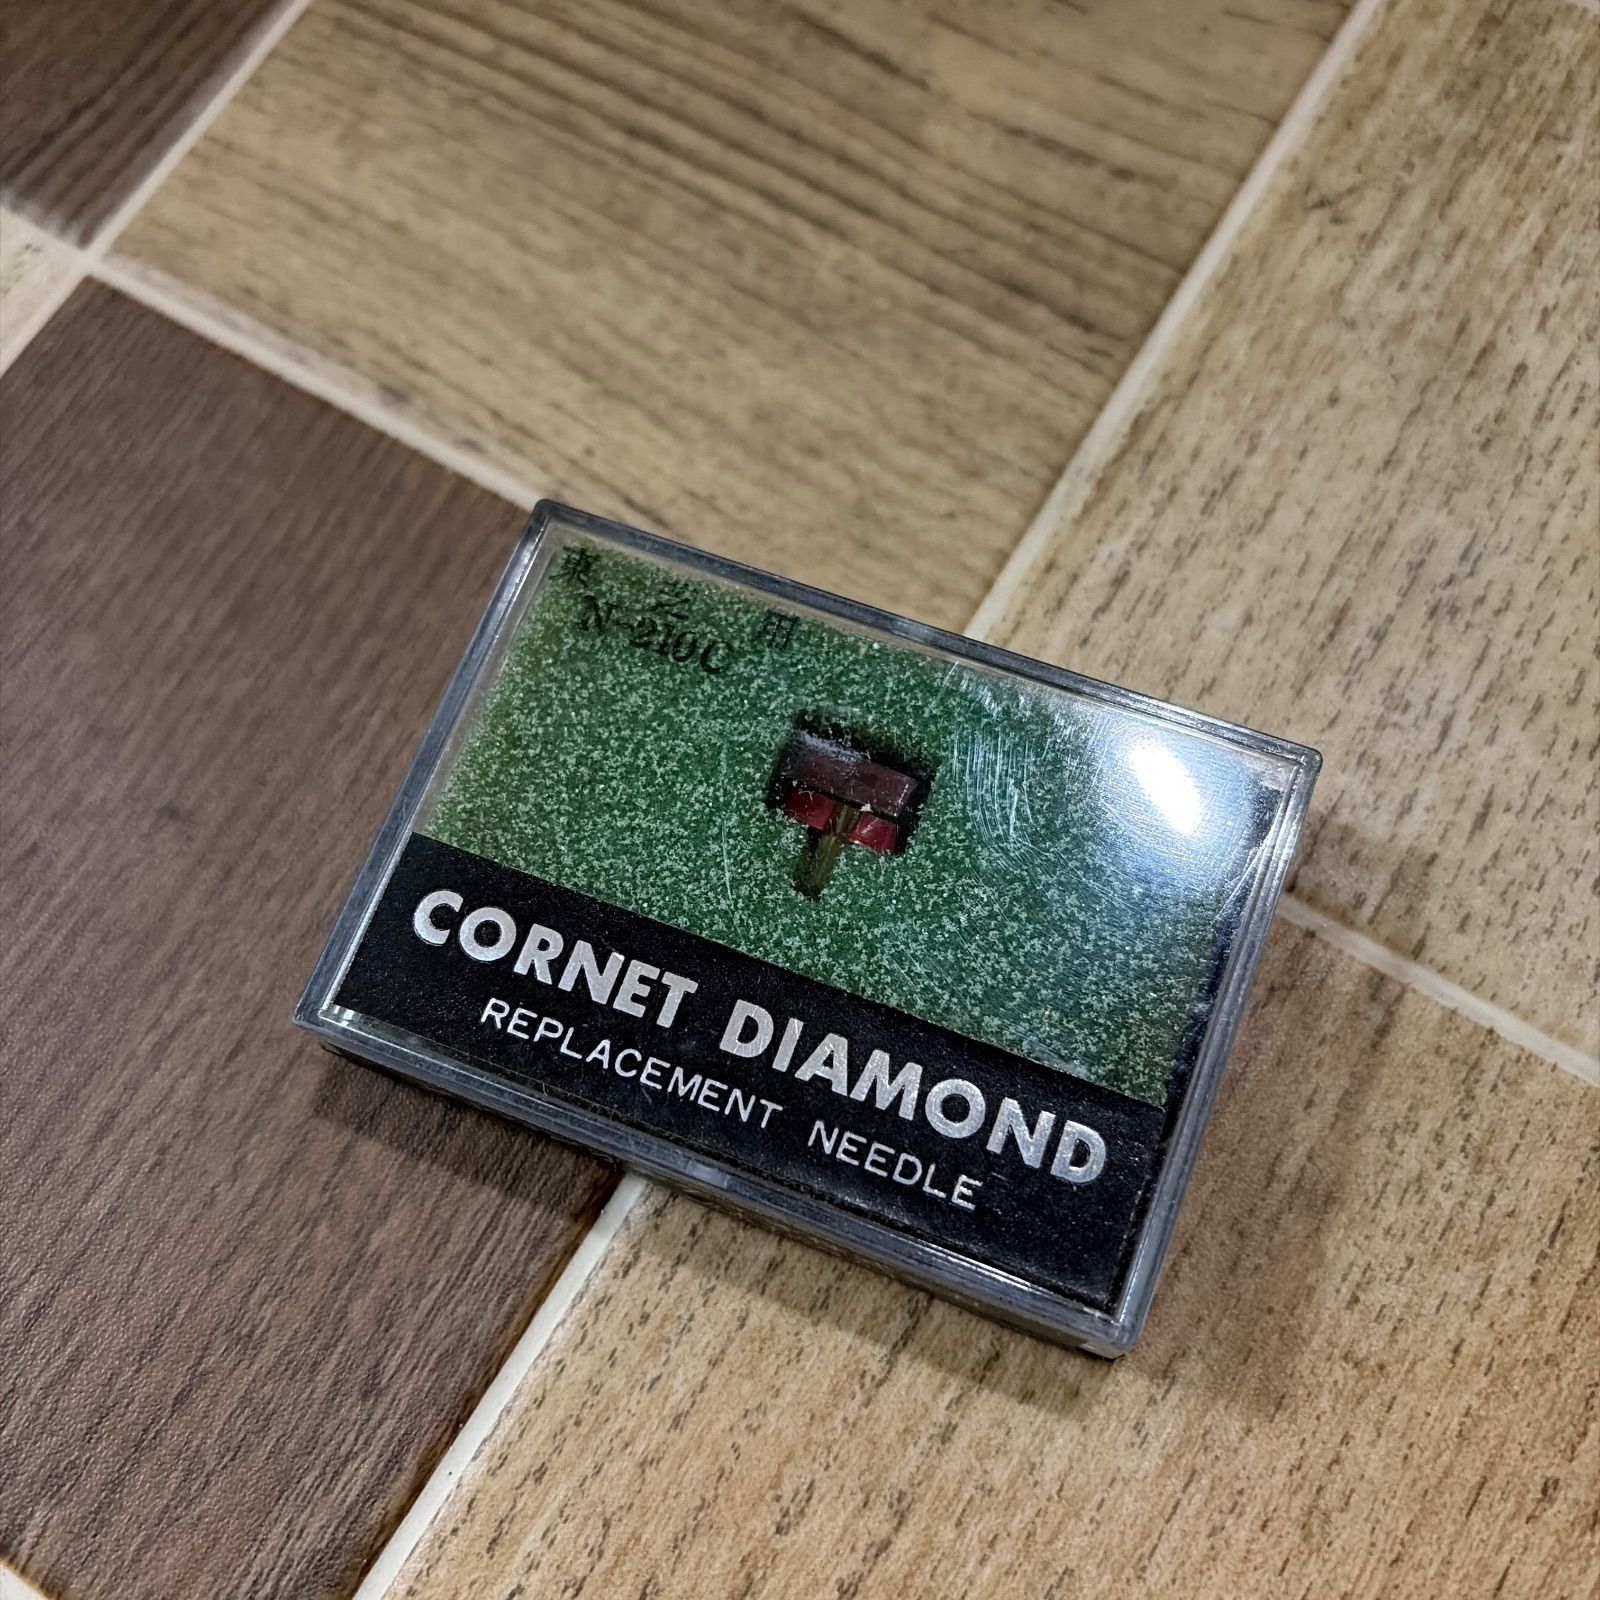 東芝用
N-210C
CORNET DIAMOND
REPLACEMENT NEEDLE